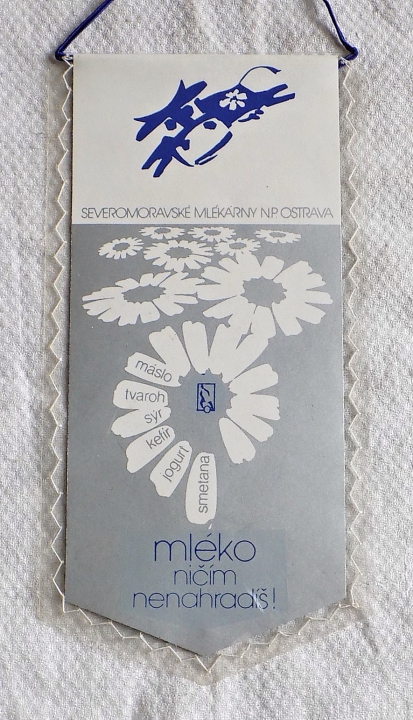 SEVEROMORAVSKÉ MLÉKÁRNY N.P. OSTRAVA
máslo
tvaroh
sýr
kefír
jogurt
smetana
mléko
ničím
nenahradíš!